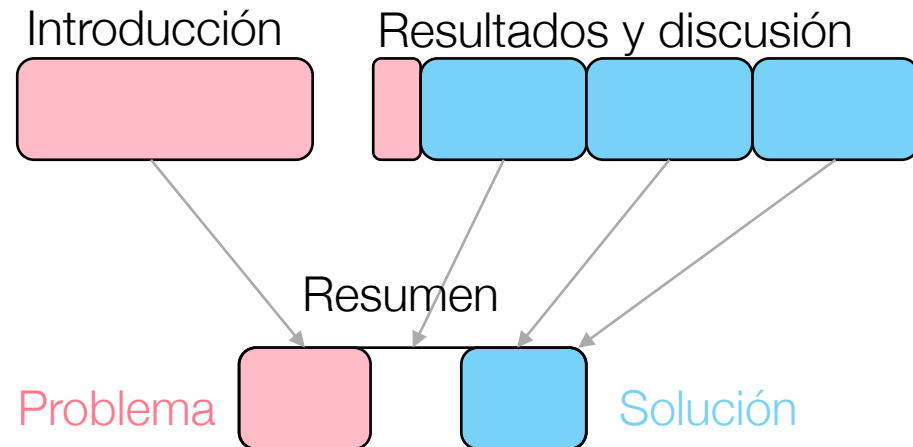 Introducción
Resultados y discusión
Resumen
Problema
Solución